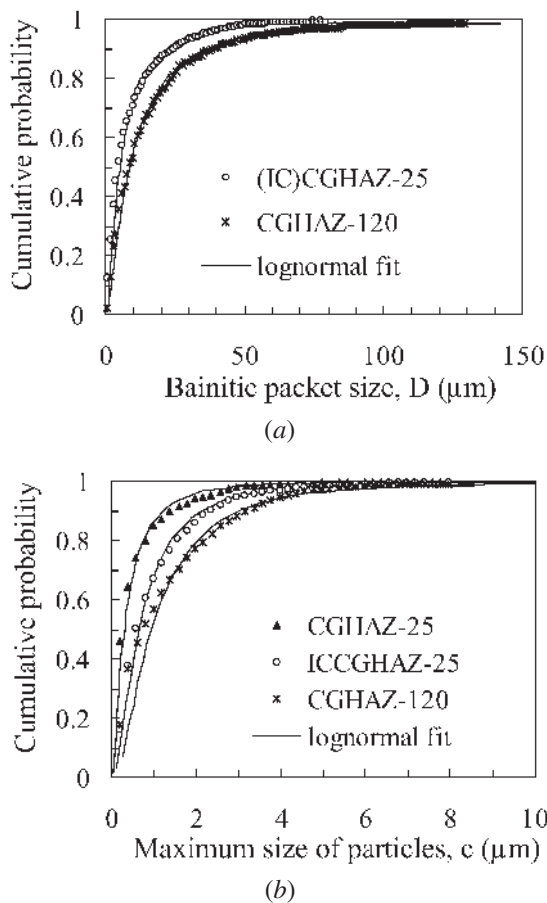 Cumulative probability
1
0.8
0.6
0.4
0.2
0
(IC)CGHAZ-25
CGHAZ-120
lognormal fit
0 50 100 150
Bainitic packet size, D (μm)
(a)
Cumulative probability
1
0.8
0.6
0.4
0.2
0
CGHAZ-25
ICCGHAZ-25
CGHAZ-120
lognormal fit
0 2 4 6 8 10
Maximum size of particles, c (μm)
(b)